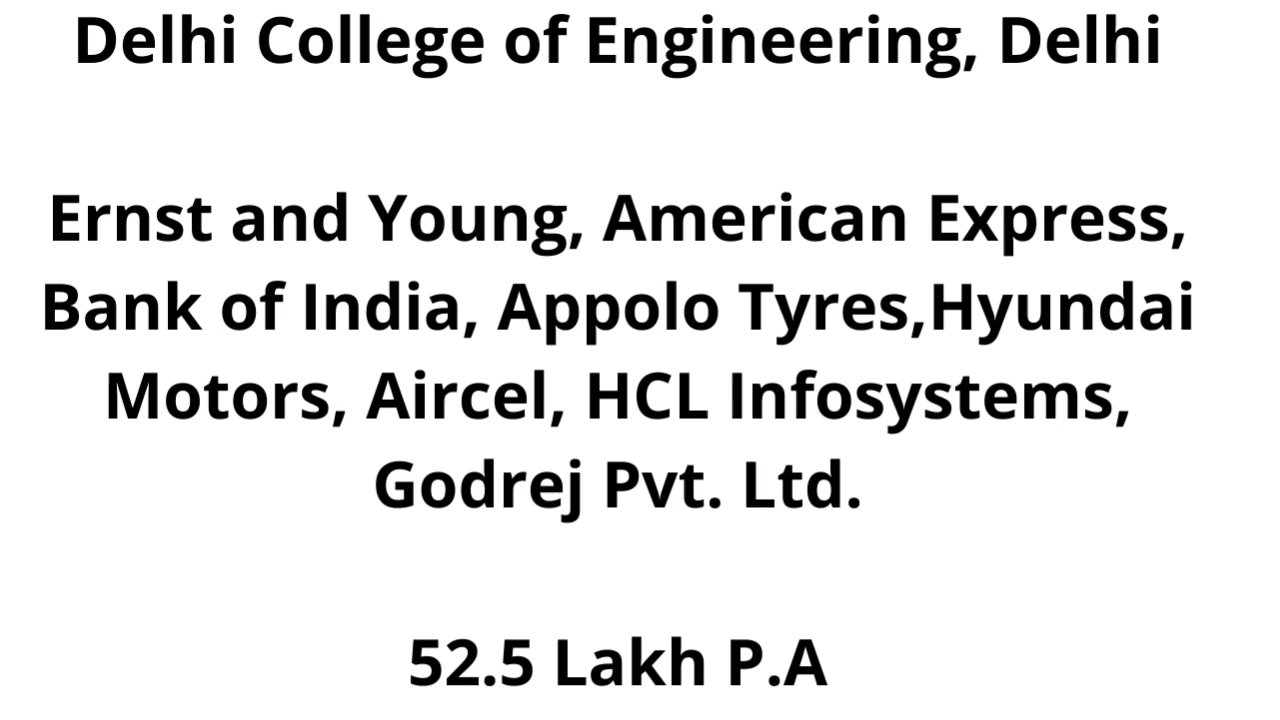 Delhi College of Engineering, Delhi
Ernst and Young, American Express,
Bank of India, Appolo Tyres,Hyundai
Motors, Aircel, HCL Infosystems,
Godrej Pvt. Ltd.
52.5 Lakh P.A